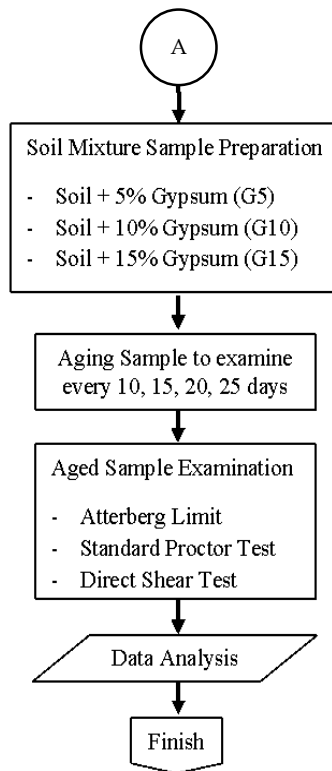 A
Soil Mixture Sample Preparation
- Soil + 5% Gypsum (G5)
- Soil + 10% Gypsum (G10)
- Soil + 15% Gypsum (G15)
Aging Sample to examine
every 10, 15, 20, 25 days
Aged Sample Examination
- Atterberg Limit
- Standard Proctor Test
- Direct Shear Test
Data Analysis
Finish